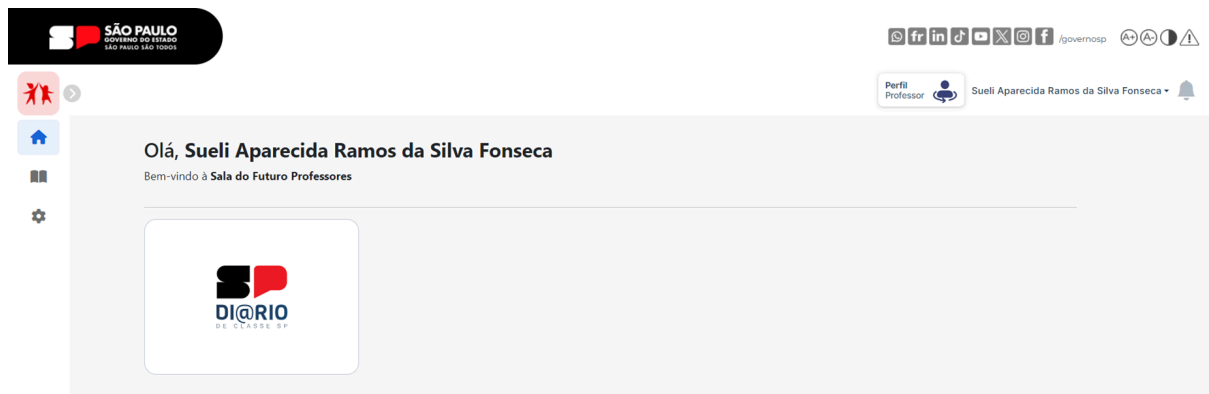 SÃO PAULO
GOVERNO DO ESTADO
SÃO PAULO SÃO TODOS
/governosp
A+ A-
Perfil
Professor
Sueli Aparecida Ramos da Silva Fonseca
Olá, Sueli Aparecida Ramos da Silva Fonseca
Bem-vindo à Sala do Futuro Professores
SP
DI@RIO
DE CLASSE SP